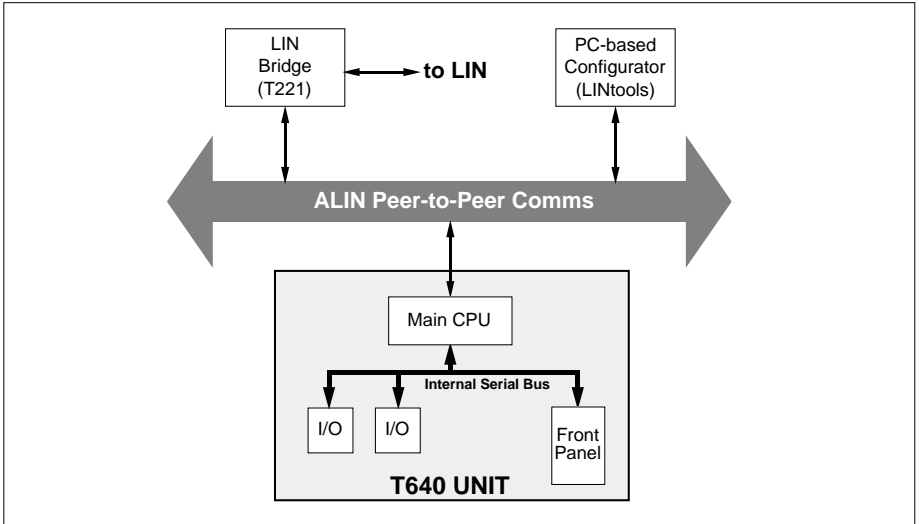 LIN
Bridge
(T221)
to LIN
PC-based
Configurator
(LINtools)
ALIN Peer-to-Peer Comms
Main CPU
Internal Serial Bus
I/O
I/O
Front
Panel
T640 UNIT